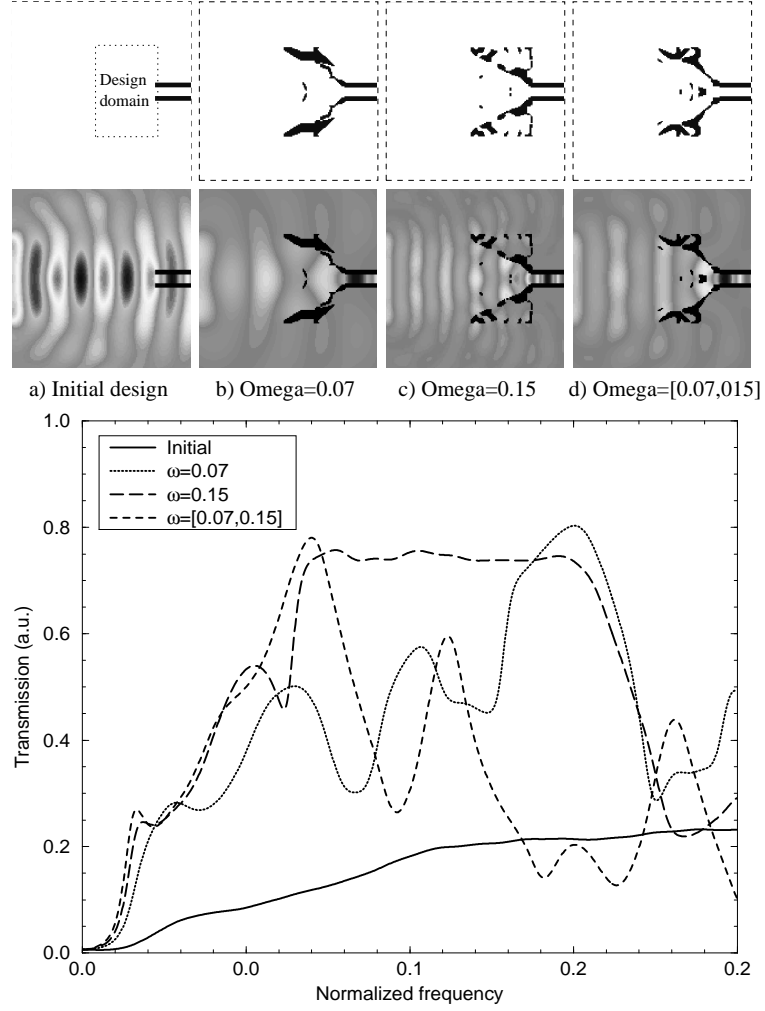 Design
domain
a) Initial design
b) Omega=0.07
c) Omega=0.15
d) Omega=[0.07,015]
1.0
0.8
0.6
0.4
0.2
0.0
Transmission (a.u.)
Initial
ω=0.07
ω=0.15
ω=[0.07,0.15]
0.0
0.0
0.1
0.2
0.2
Normalized frequency